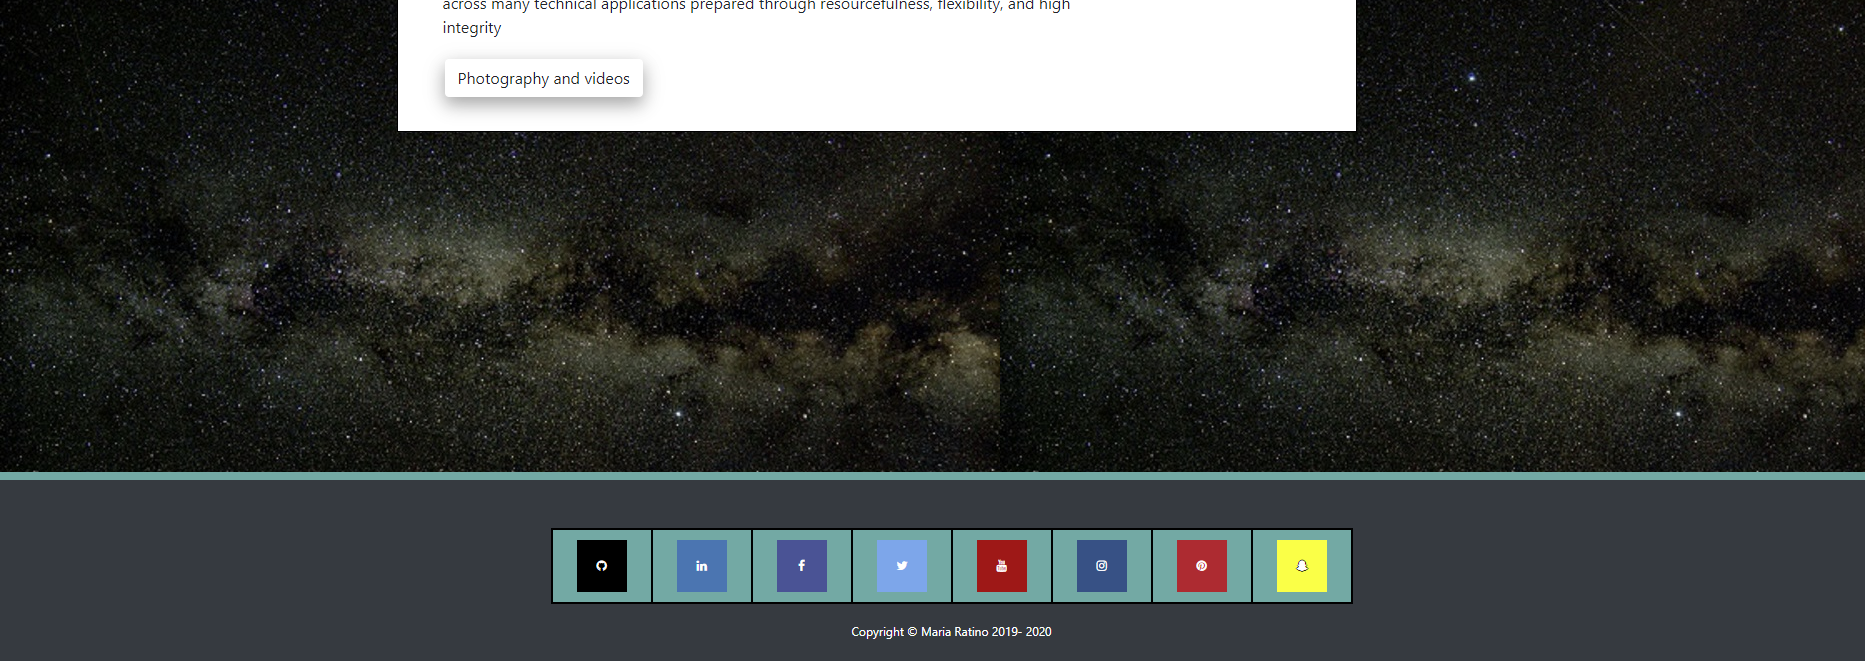 across many technical applications prepared through resourcefulness, flexibility, and high
integrity
Photography and videos
Copyright © Maria Ratino 2019- 2020